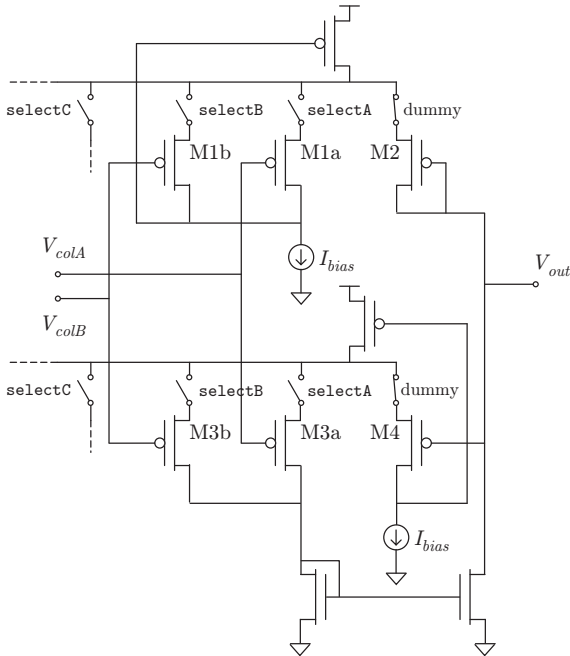 selectC
selectB
selectA
dummy
M1b
M1a
M2
V_colA
I_bias
V_out
V_colB
selectC
selectB
selectA
dummy
M3b
M3a
M4
I_bias